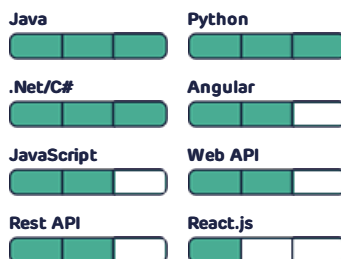 Java
Python
.Net/C#
Angular
JavaScript
Web API
Rest API
React.js